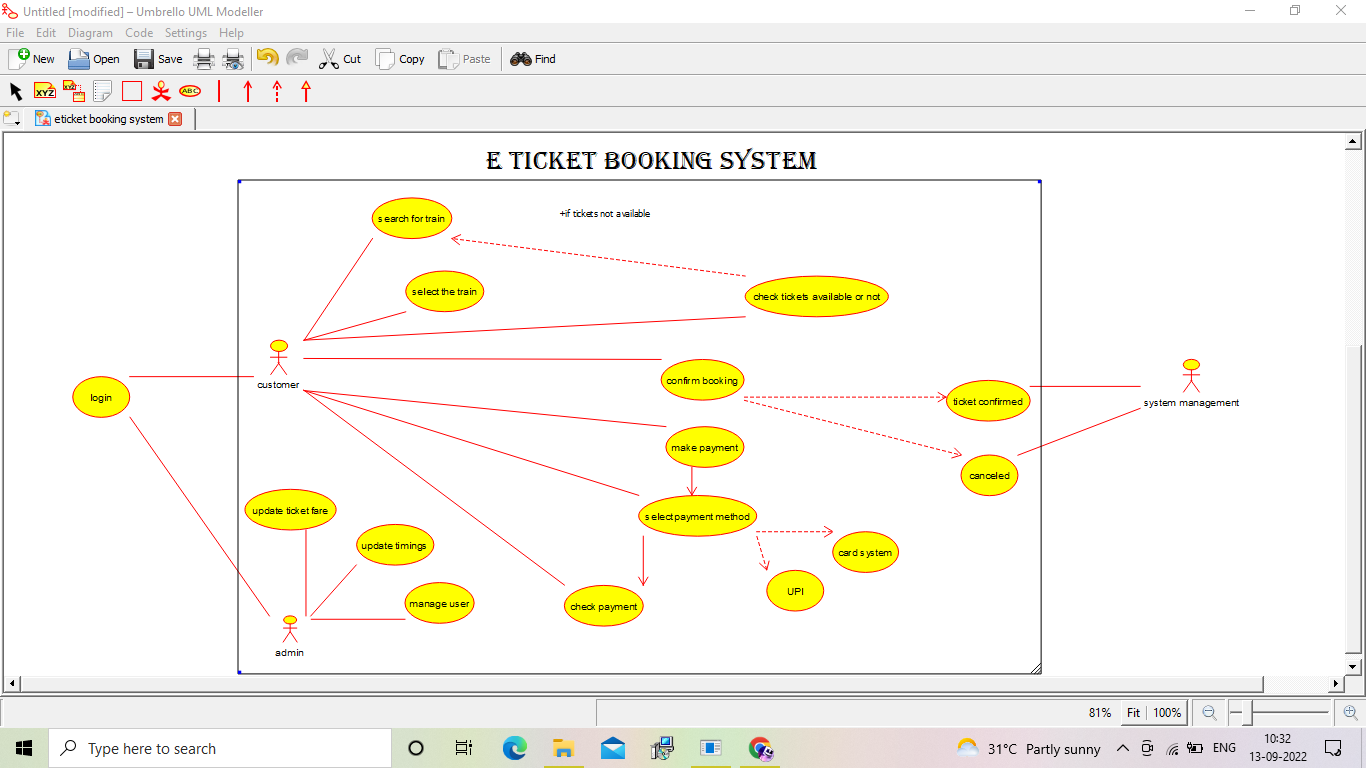 Untitled [modified] – Umbrello UML Modeller
File Edit Diagram Code Settings Help
New Open Save Cut Copy Paste Find
XYZ XYZ ABC
eticket booking system
E TICKET BOOKING SYSTEM
search for train
+if tickets not available
select the train
check tickets available or not
customer
confirm booking
login
ticket confirmed
system management
make payment
canceled
update ticket fare
select payment method
update timings
card system
UPI
manage user
check payment
admin
81% Fit 100%
Type here to search
31°C Partly sunny
ENG
10:32
13-09-2022